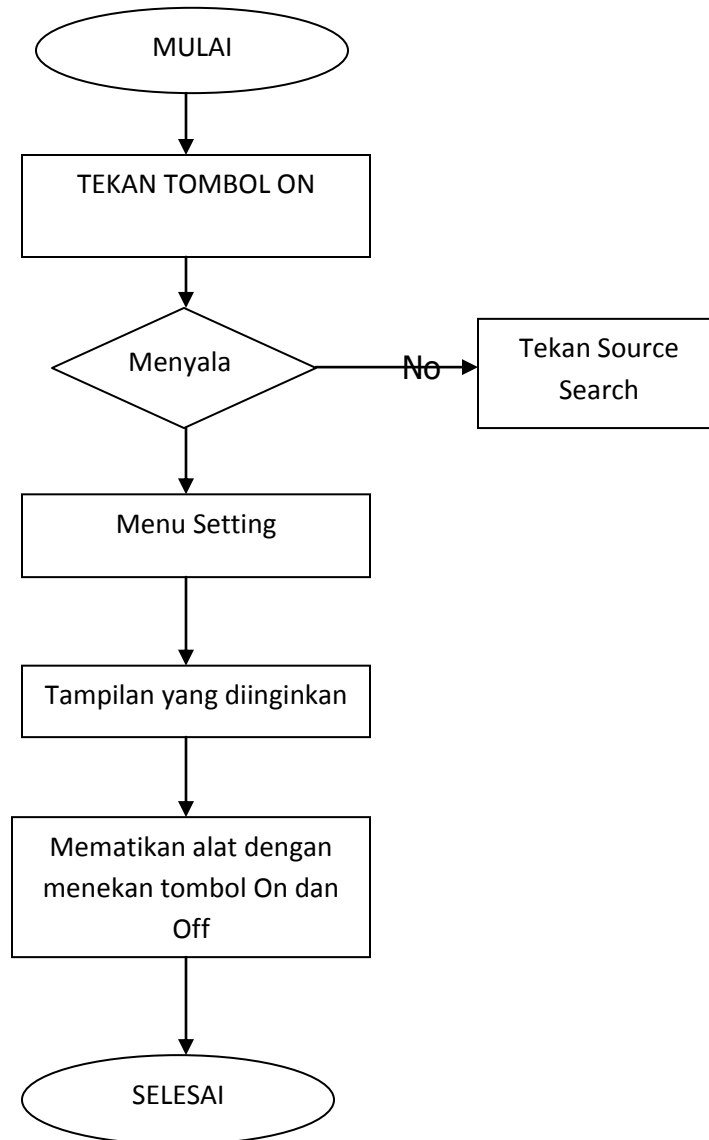 MULAI
TEKAN TOMBOL ON
Menyala
No
Tekan Source
Search
Menu Setting
Tampilan yang diinginkan
Mematikan alat dengan
menekan tombol On dan
Off
SELESAI